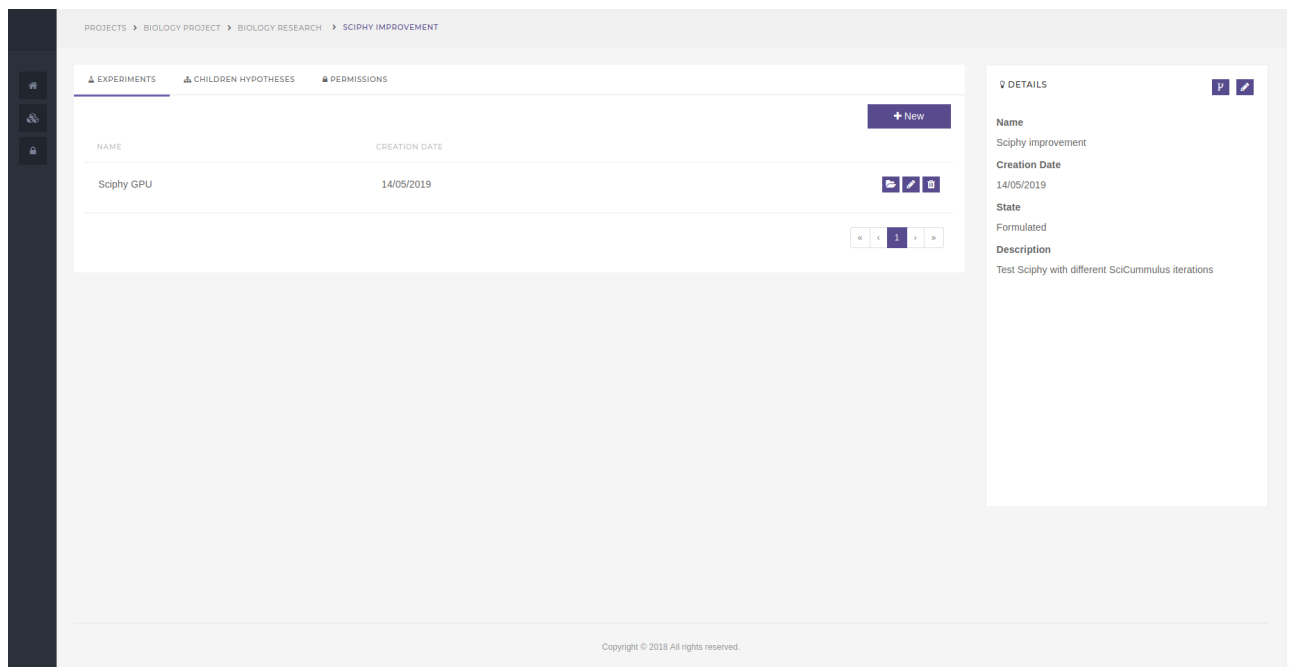 PROJECTS > BIOLOGY PROJECT > BIOLOGY RESEARCH > SCIPHY IMPROVEMENT
EXPERIMENTS CHILDREN HYPOTHESES PERMISSIONS
+ New
NAME CREATION DATE
Sciphy GPU 14/05/2019
« ‹ 1 › »
DETAILS
Name
Sciphy improvement
Creation Date
14/05/2019
State
Formulated
Description
Test Sciphy with different SciCummulus iterations
Copyright © 2018 All rights reserved.